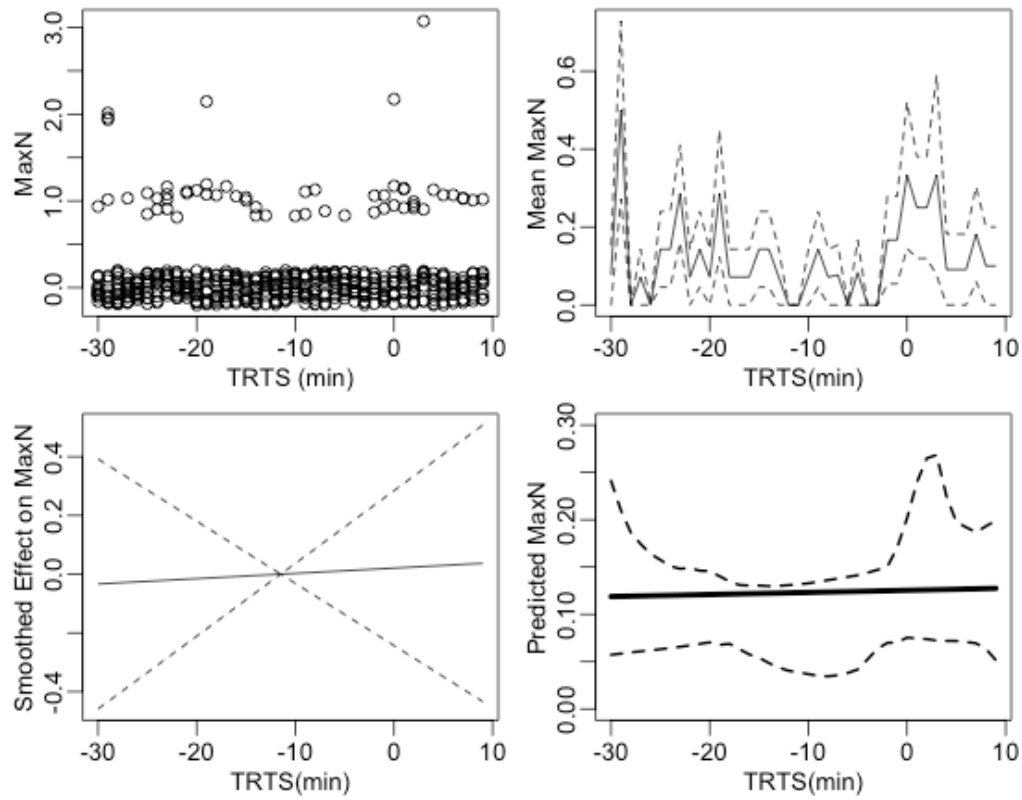 MaxN
3.0
2.0
1.0
0.0
-30 -20 -10 0 10
TRTS (min)
Mean MaxN
0.6
0.4
0.2
0.0
-30 -20 -10 0 10
TRTS(min)
Smoothed Effect on MaxN
0.4
0.2
0.0
-0.4
-30 -20 -10 0 10
TRTS(min)
Predicted MaxN
0.30
0.20
0.10
0.00
-30 -20 -10 0 10
TRTS(min)